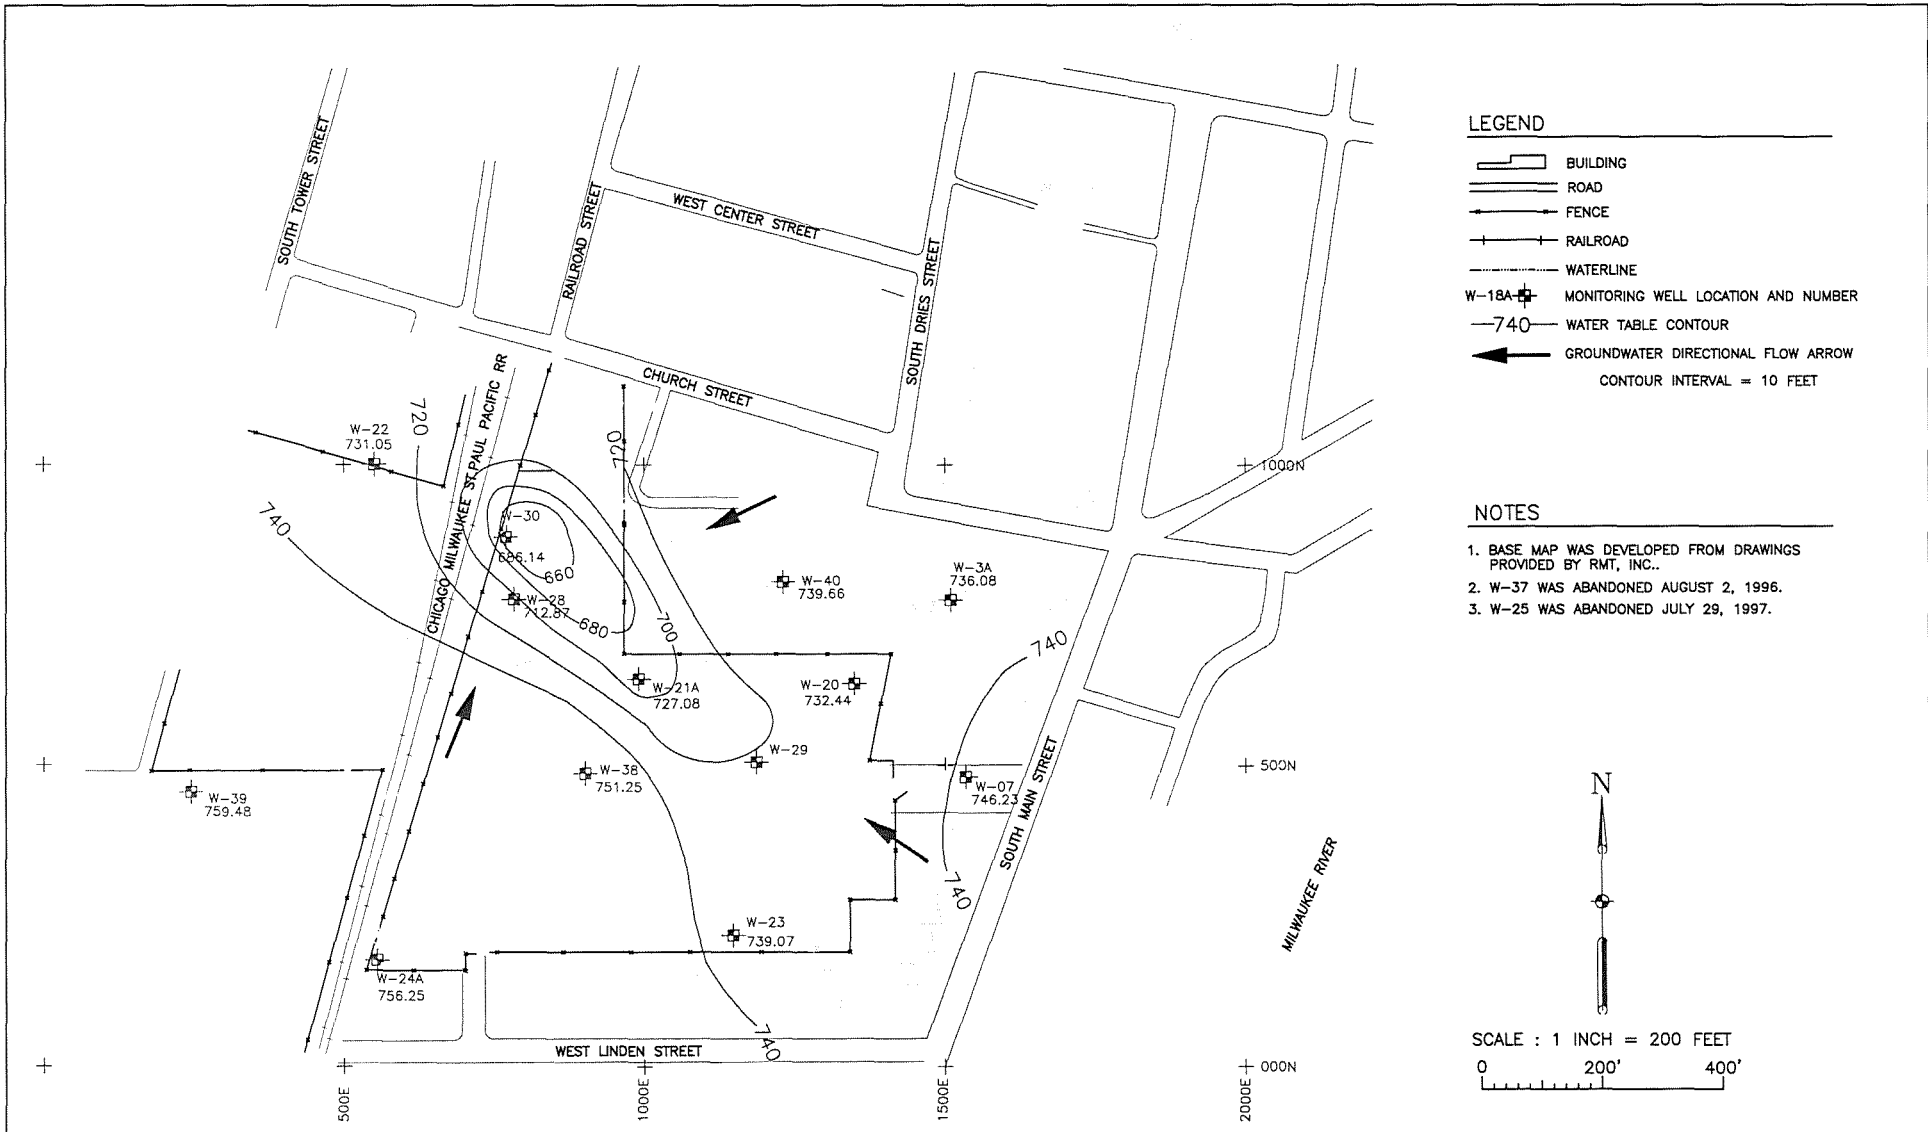 SOUTH TOWER STREET
RAILROAD STREET
WEST CENTER STREET
SOUTH DRIES STREET
CHURCH STREET
CHICAGO MILWAUKEE ST.PAUL PACIFIC RR
SOUTH MAIN STREET
MILWAUKEE RIVER
WEST LINDEN STREET
720
720
W-22
731.05
740
W-30
686.14
660
W-28
712.87
680
700
W-40
739.66
W-3A
736.08
740
W-21A
727.08
W-20
732.44
W-29
W-38
751.25
W-07
746.23
W-39
759.48
740
W-23
739.07
W-24A
756.25
740
1000N
500N
000N
500E
1000E
1500E
2000E
LEGEND
BUILDING
ROAD
FENCE
RAILROAD
WATERLINE
W-18A MONITORING WELL LOCATION AND NUMBER
740 WATER TABLE CONTOUR
GROUNDWATER DIRECTIONAL FLOW ARROW
CONTOUR INTERVAL = 10 FEET
NOTES
1. BASE MAP WAS DEVELOPED FROM DRAWINGS
PROVIDED BY RMT, INC..
2. W-37 WAS ABANDONED AUGUST 2, 1996.
3. W-25 WAS ABANDONED JULY 29, 1997.
N
SCALE : 1 INCH = 200 FEET
0 200' 400'